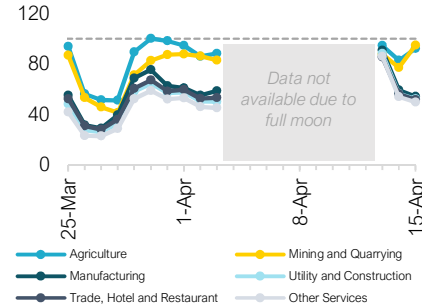 120
80
40
0
Data not
available due to
full moon
25-Mar
1-Apr
8-Apr
15-Apr
Agriculture
Mining and Quarrying
Manufacturing
Utility and Construction
Trade, Hotel and Restaurant
Other Services